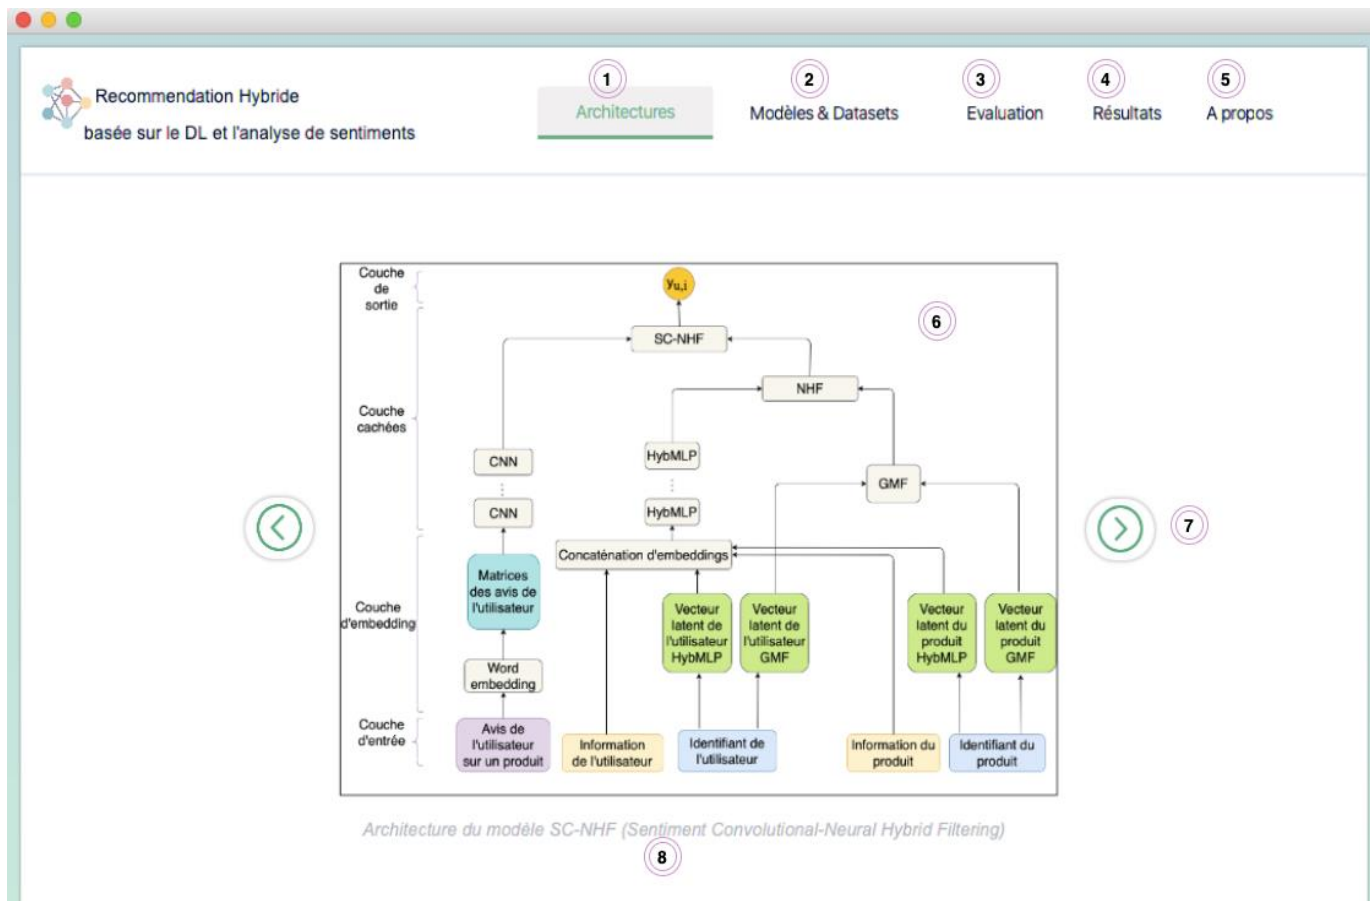 Recommendation Hybride
basée sur le DL et l'analyse de sentiments
1
2
3
4
5
Architectures
Modèles & Datasets
Evaluation
Résultats
A propos
Couche
de
sortie
yu,i
6
SC-NHF
NHF
Couche
cachées
CNN
HybMLP
GMF
CNN
HybMLP
7
Concaténation d'embeddings
Matrices
des avis de
l'utilisateur
Couche
d'embedding
Vecteur
latent de
l'utilisateur
HybMLP
Vecteur
latent de
l'utilisateur
GMF
Vecteur
latent du
produit
HybMLP
Vecteur
latent du
produit
GMF
Word
embedding
Couche
d'entrée
Avis de
l'utilisateur
sur un produit
Information
de l'utilisateur
Identifiant de
l'utilisateur
Information du
produit
Identifiant du
produit
Architecture du modèle SC-NHF (Sentiment Convolutional-Neural Hybrid Filtering)
8